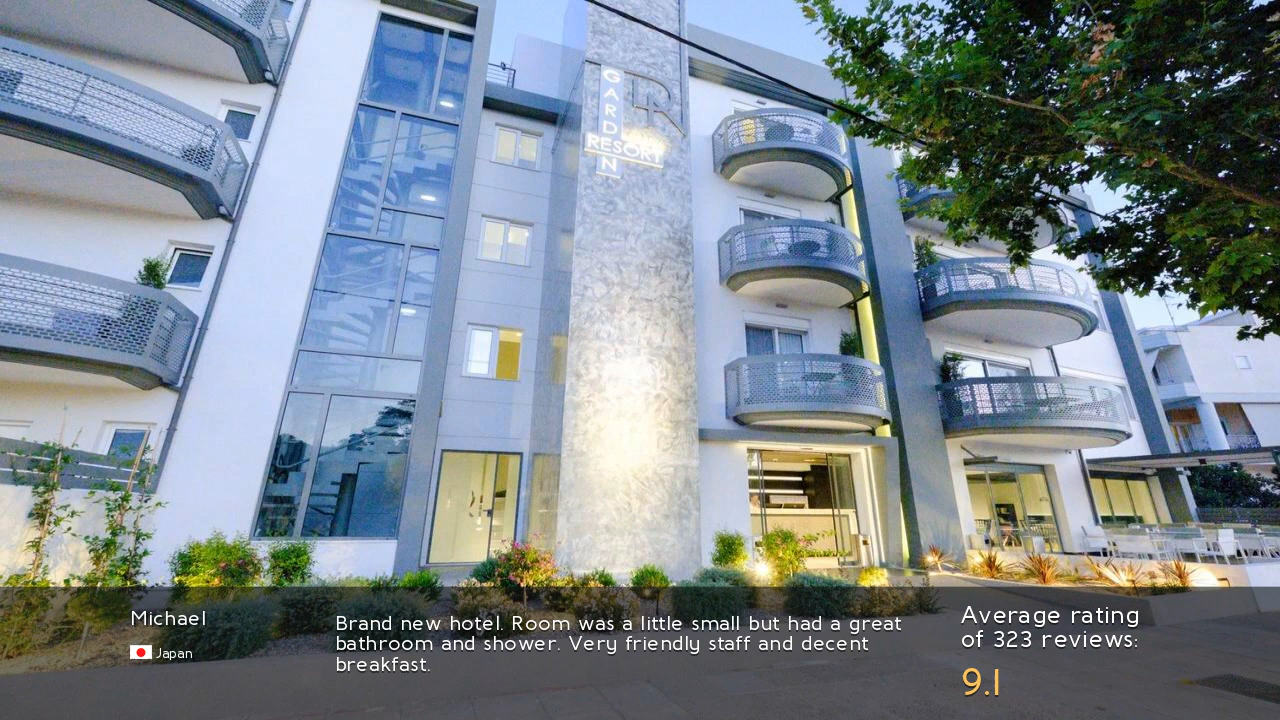 GARDEN
RESORT
INN
R
Michael
Japan
Brand new hotel. Room was a little small but had a great
bathroom and shower. Very friendly staff and decent
breakfast.
Average rating
of 323 reviews:
9.1